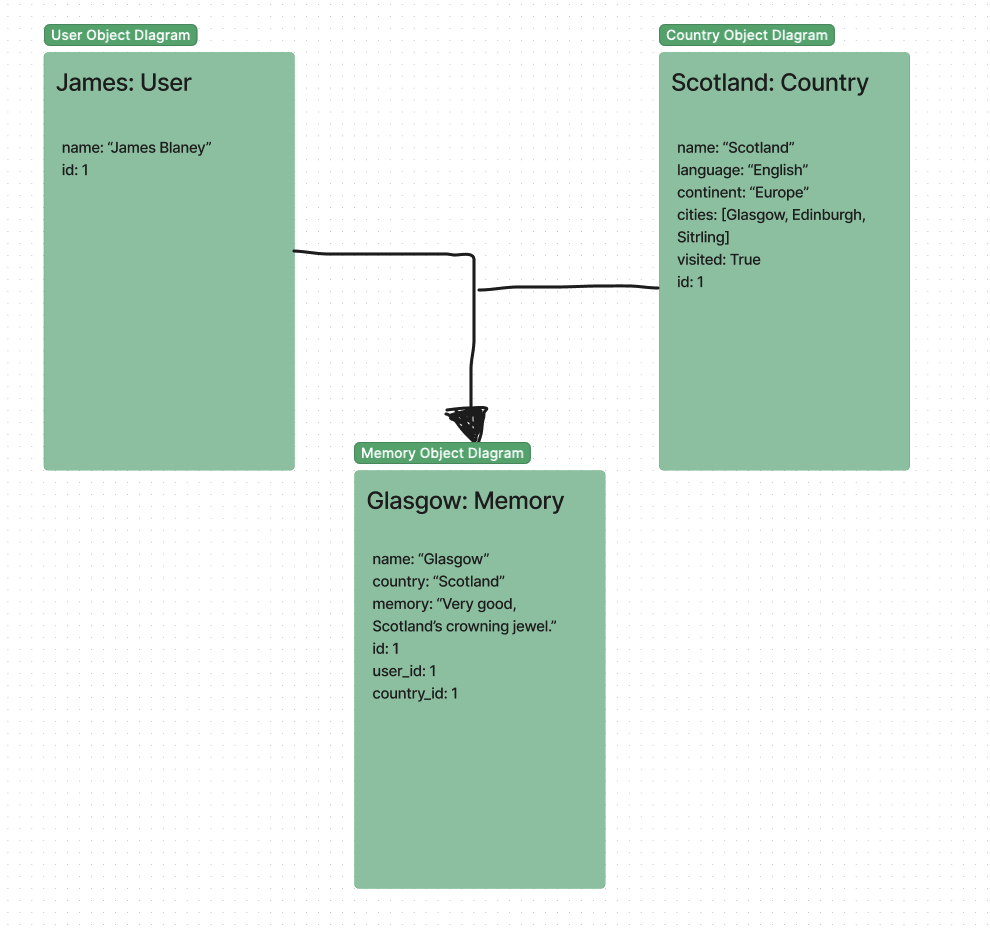 User Object DIagram
James: User
name: “James Blaney”
id: 1
Country Object DIagram
Scotland: Country
name: “Scotland”
language: “English”
continent: “Europe”
cities: [Glasgow, Edinburgh,
Sitrling]
visited: True
id: 1
Memory Object DIagram
Glasgow: Memory
name: “Glasgow”
country: “Scotland”
memory: “Very good,
Scotland’s crowning jewel.”
id: 1
user_id: 1
country_id: 1